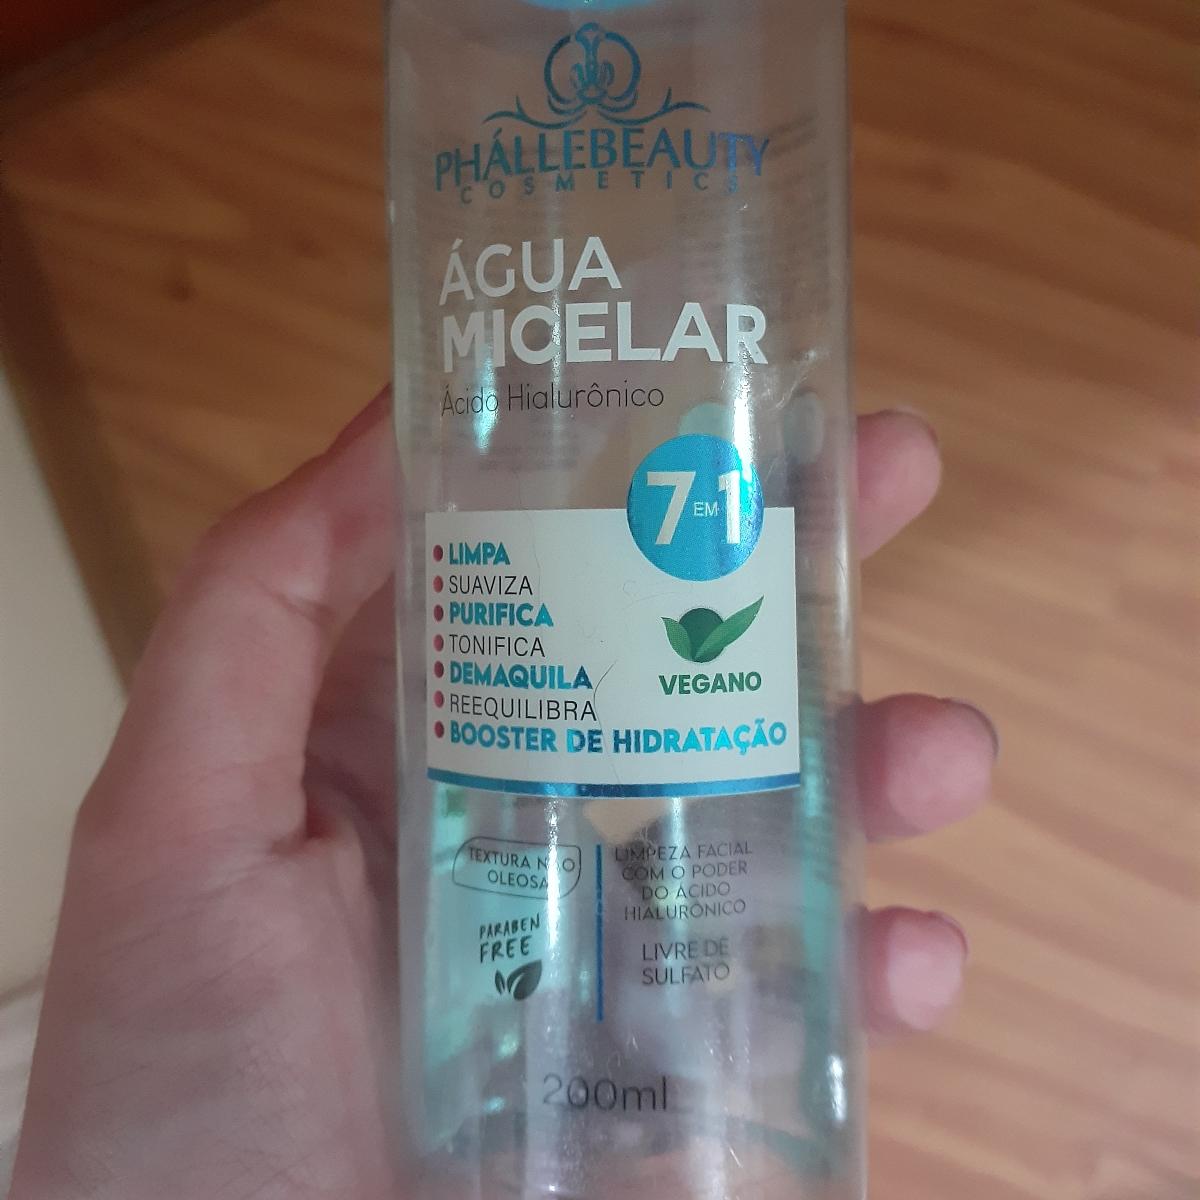 PHÁLLEBEAUTY
COSMETICS
ÁGUA
MICELAR
Ácido Hialurônico
7 EM 1
LIMPA
SUAVIZA
PURIFICA
TONIFICA
DEMAQUILA
REEQUILIBRA
BOOSTER DE HIDRATAÇÃO
VEGANO
TEXTURA NÃO
OLEOSA
PARABEN
FREE
LIMPEZA FACIAL
COM O PODER
DO ÁCIDO
HIALURÔNICO
LIVRE DE
SULFATO
200ml